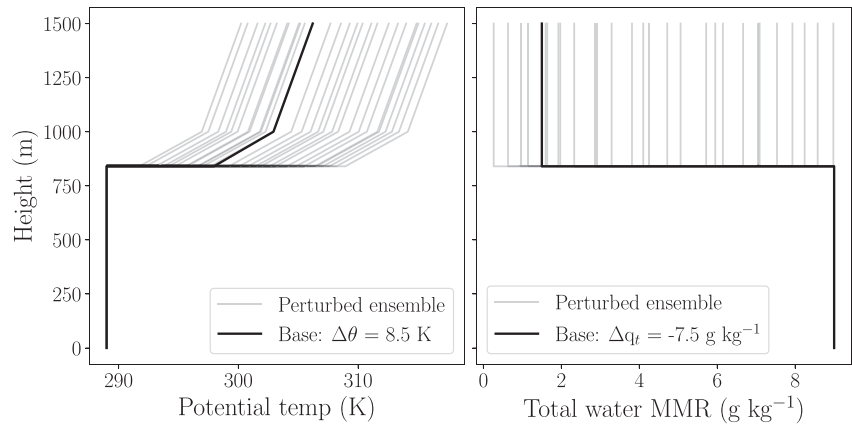 1500
1250
1000
750
500
250
0
Height (m)
Perturbed ensemble
Base: Δθ = 8.5 K
290 300 310
Potential temp (K)
Perturbed ensemble
Base: Δqₜ = -7.5 g kg⁻¹
0 2 4 6 8
Total water MMR (g kg⁻¹)